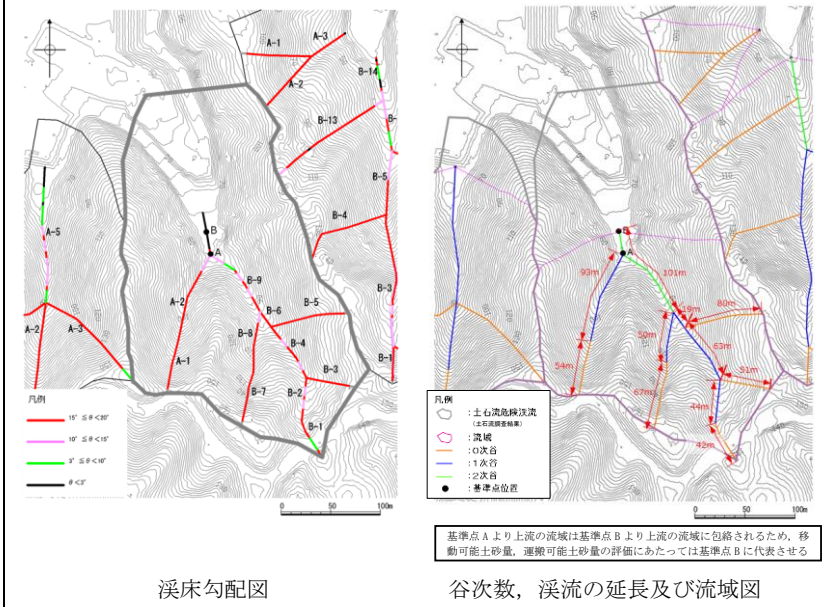 A-1
A-3
A-2
B-14
B-13
B-
B-5
B-4
A-5
B
A
B-9
B-3
A-2
B-6
B-5
A-2
A-3
B-8
B-4
B-1
A-1
B-3
B-7
B-2
B-1
凡例
15° ≦θ<20°
10° ≦θ<15°
3° ≦θ<10°
θ<3°
0 50 100m
B
A
93m
101m
19m
80m
50m
63m
54m
51m
67m
44m
42m
凡例
:土石流危険渓流
(土石流調査結果)
:流域
:0次谷
:1次谷
:2次谷
:基準点位置
0 50 100m
基準点 A より上流の流域は基準点 B より上流の流域に包絡されるため,移
動可能土砂量,運搬可能土砂量の評価にあたっては基準点 B に代表させる
渓床勾配図
谷次数,渓流の延長及び流域図